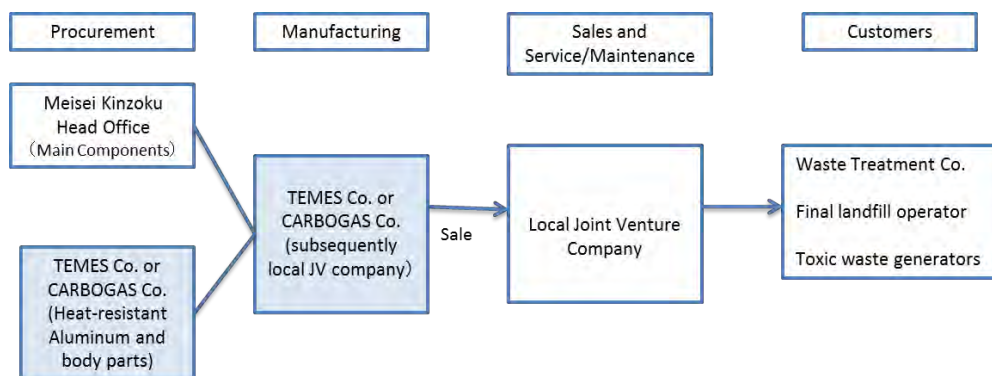 Procurement
Manufacturing
Sales and
Service/Maintenance
Customers
Meisei Kinzoku
Head Office
（Main Components）
TEMES Co. or
CARBOGAS Co.
(Heat-resistant
Aluminum and
body parts)
TEMES Co. or
CARBOGAS Co.
(subsequently
local JV company）
Sale
Local Joint Venture
Company
Waste Treatment Co.
Final landfill operator
Toxic waste generators